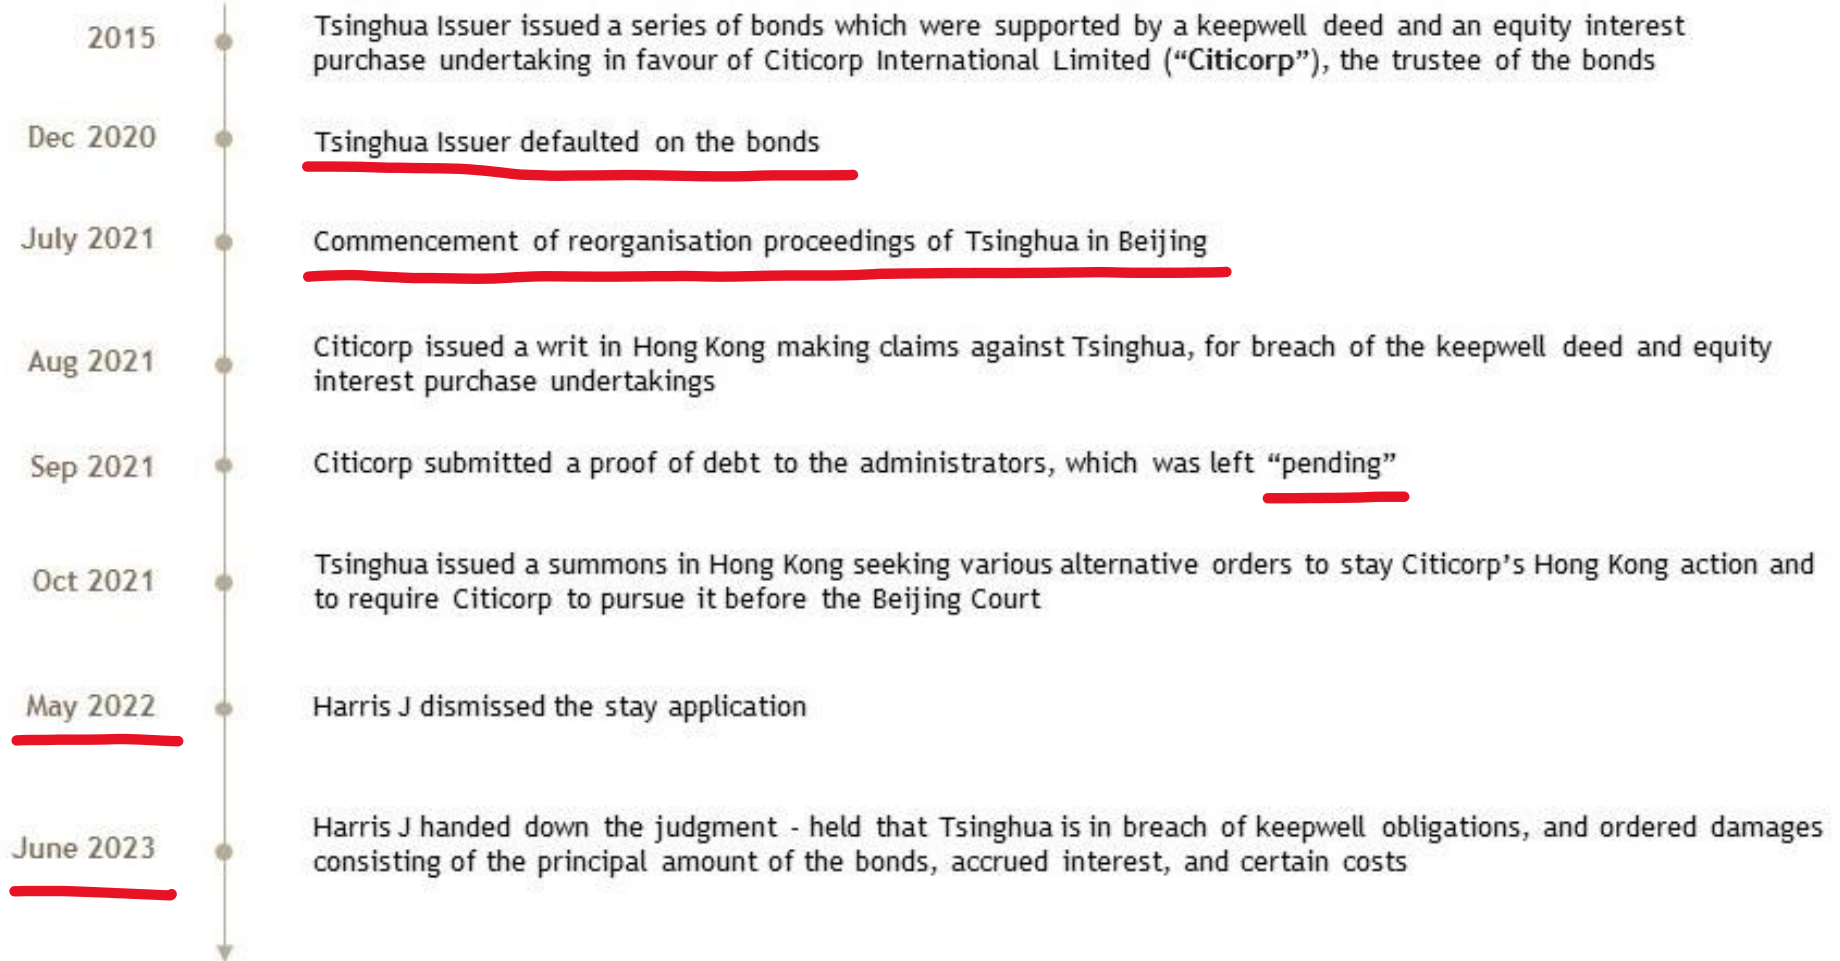 2015
Tsinghua Issuer issued a series of bonds which were supported by a keepwell deed and an equity interest
purchase undertaking in favour of Citicorp International Limited (“Citicorp”), the trustee of the bonds
Dec 2020
Tsinghua Issuer defaulted on the bonds
July 2021
Commencement of reorganisation proceedings of Tsinghua in Beijing
Aug 2021
Citicorp issued a writ in Hong Kong making claims against Tsinghua, for breach of the keepwell deed and equity
interest purchase undertakings
Sep 2021
Citicorp submitted a proof of debt to the administrators, which was left “pending”
Oct 2021
Tsinghua issued a summons in Hong Kong seeking various alternative orders to stay Citicorp’s Hong Kong action and
to require Citicorp to pursue it before the Beijing Court
May 2022
Harris J dismissed the stay application
June 2023
Harris J handed down the judgment - held that Tsinghua is in breach of keepwell obligations, and ordered damages
consisting of the principal amount of the bonds, accrued interest, and certain costs